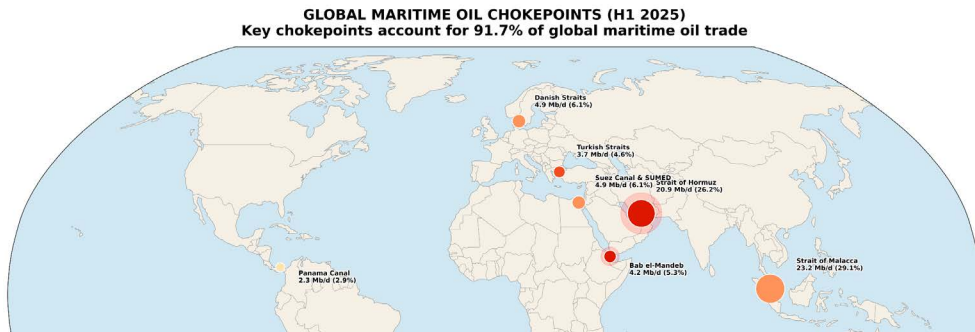 GLOBAL MARITIME OIL CHOKEPOINTS (H1 2025)
Key chokepoints account for 91.7% of global maritime oil trade
Danish Straits
4.9 Mb/d (6.1%)
Turkish Straits
3.7 Mb/d (4.6%)
Suez Canal & SUMED
4.9 Mb/d (6.1%)
Strait of Hormuz
20.9 Mb/d (26.2%)
Bab el-Mandeb
4.2 Mb/d (5.3%)
Strait of Malacca
23.2 Mb/d (29.1%)
Panama Canal
2.3 Mb/d (2.9%)